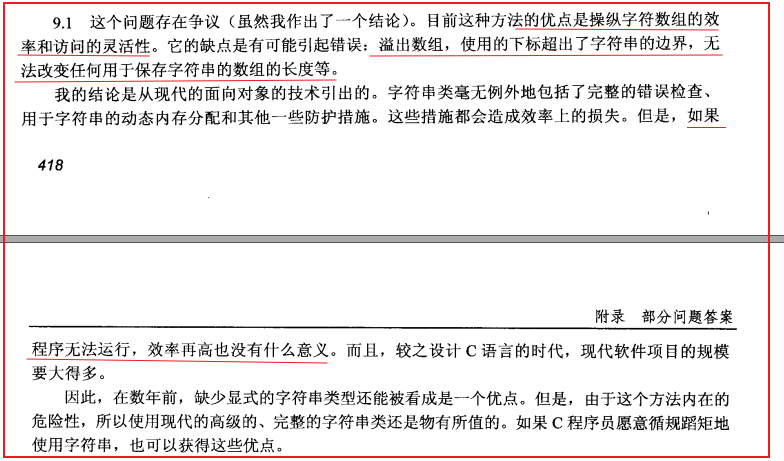 9.1 这个问题存在争议（虽然我作出了一个结论）。目前这种方法的优点是操纵字符数组的效
率和访问的灵活性。它的缺点是有可能引起错误：溢出数组，使用的下标超出了字符串的边界，无
法改变任何用于保存字符串的数组的长度等。
我的结论是从现代的面向对象的技术引出的。字符串类毫无例外地包括了完整的错误检查、
用于字符串的动态内存分配和其他一些防护措施。这些措施都会造成效率上的损失。但是，如果
418
附录 部分问题答案
程序无法运行，效率再高也没有什么意义。而且，较之设计 C 语言的时代，现代软件项目的规模
要大得多。
因此，在数年前，缺少显式的字符串类型还能被看成是一个优点。但是，由于这个方法内在的
危险性，所以使用现代的高级的、完整的字符串类还是物有所值的。如果 C 程序员愿意循规蹈矩地
使用字符串，也可以获得这些优点。